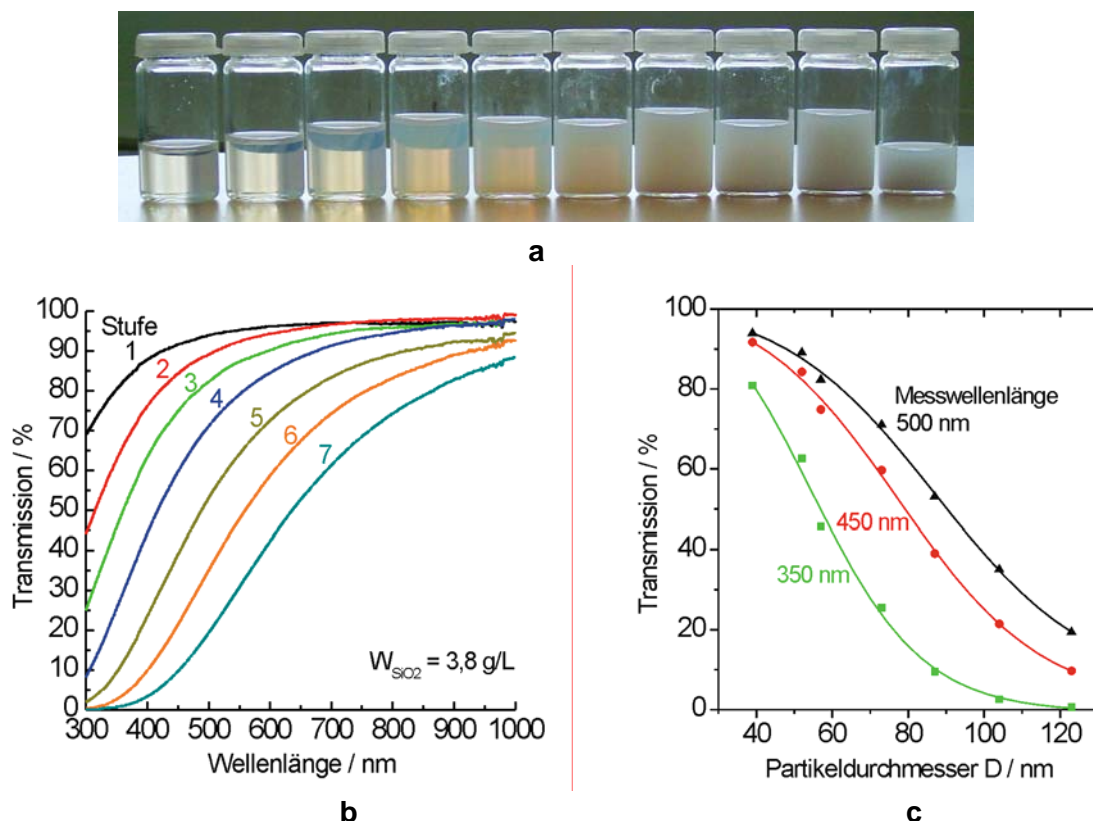 a
100
90
80
70
60
50
40
30
20
10
0
Transmission / %
Stufe
1
2
3
4
5
6
7
W_SiO2 = 3,8 g/L
300 400 500 600 700 800 900 1000
Wellenlänge / nm
b
100
80
60
40
20
0
Transmission / %
Messwellenlänge
500 nm
450 nm
350 nm
40 60 80 100 120
Partikeldurchmesser D / nm
c